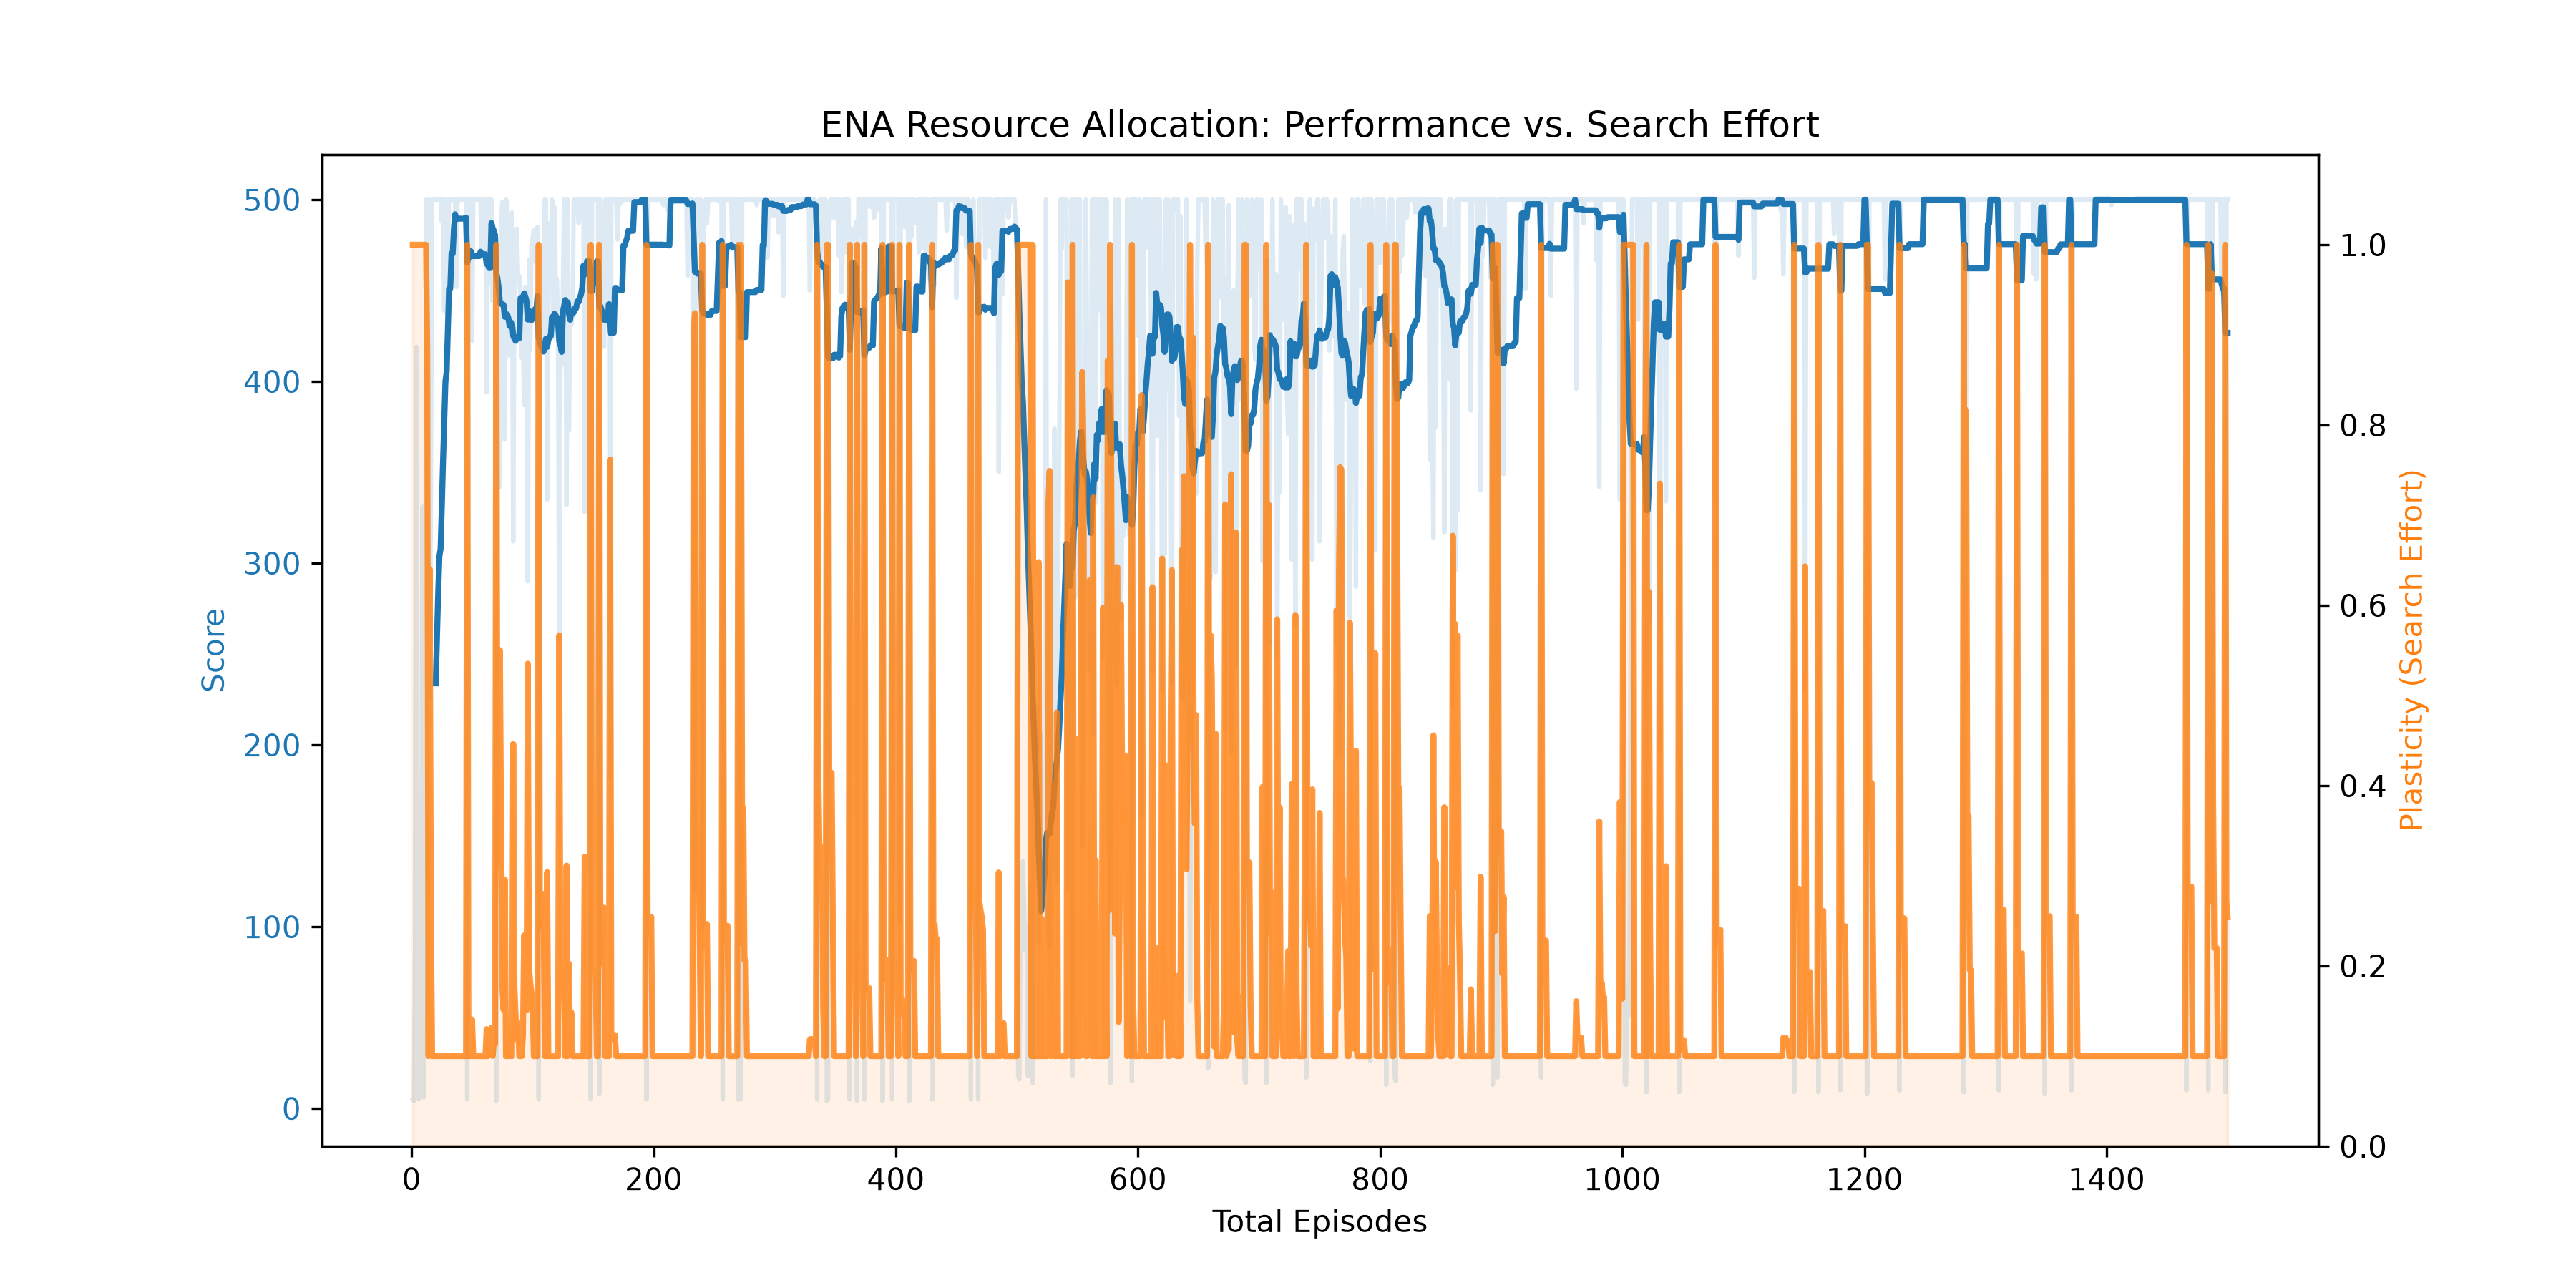 ENA Resource Allocation: Performance vs. Search Effort
500
400
300
200
100
0
Score
1.0
0.8
0.6
0.4
0.2
0.0
Plasticity (Search Effort)
0 200 400 600 800 1000 1200 1400
Total Episodes